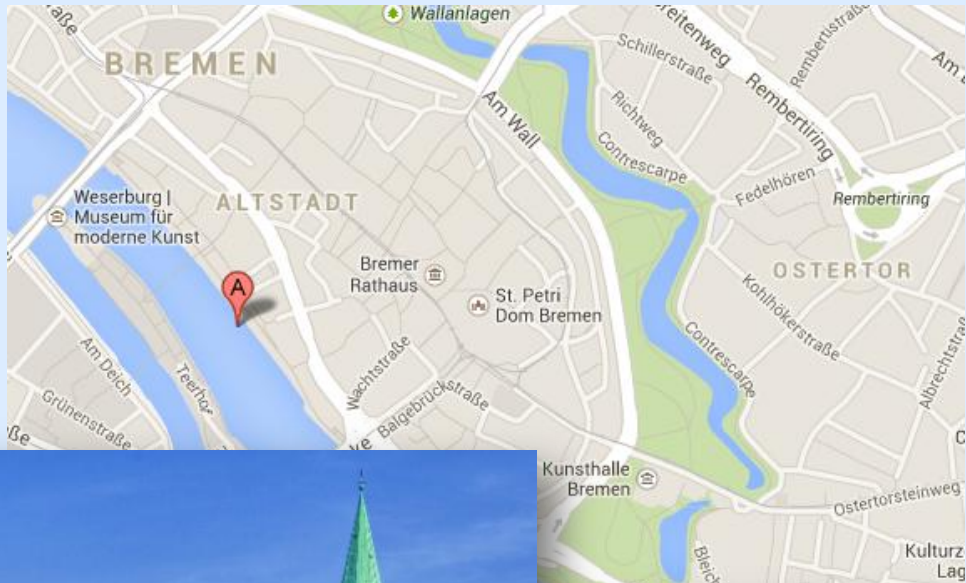 Wallanlagen
BREMEN
Schillerstraße
Rembertiring
Am Wall
Richtweg
Contrescarpe
Fedelhören
Weserburg |
Museum für
moderne Kunst
ALTSTADT
Rembertiring
Bremer
Rathaus
OSTERTOR
A
St. Petri
Dom Bremen
Kohlhökerstraße
Contrescarpe
Wachtstraße
Am Deich
Teerhof
Balgebrückstraße
Grünenstraße
Kunsthalle
Bremen
Ostertorsteinweg